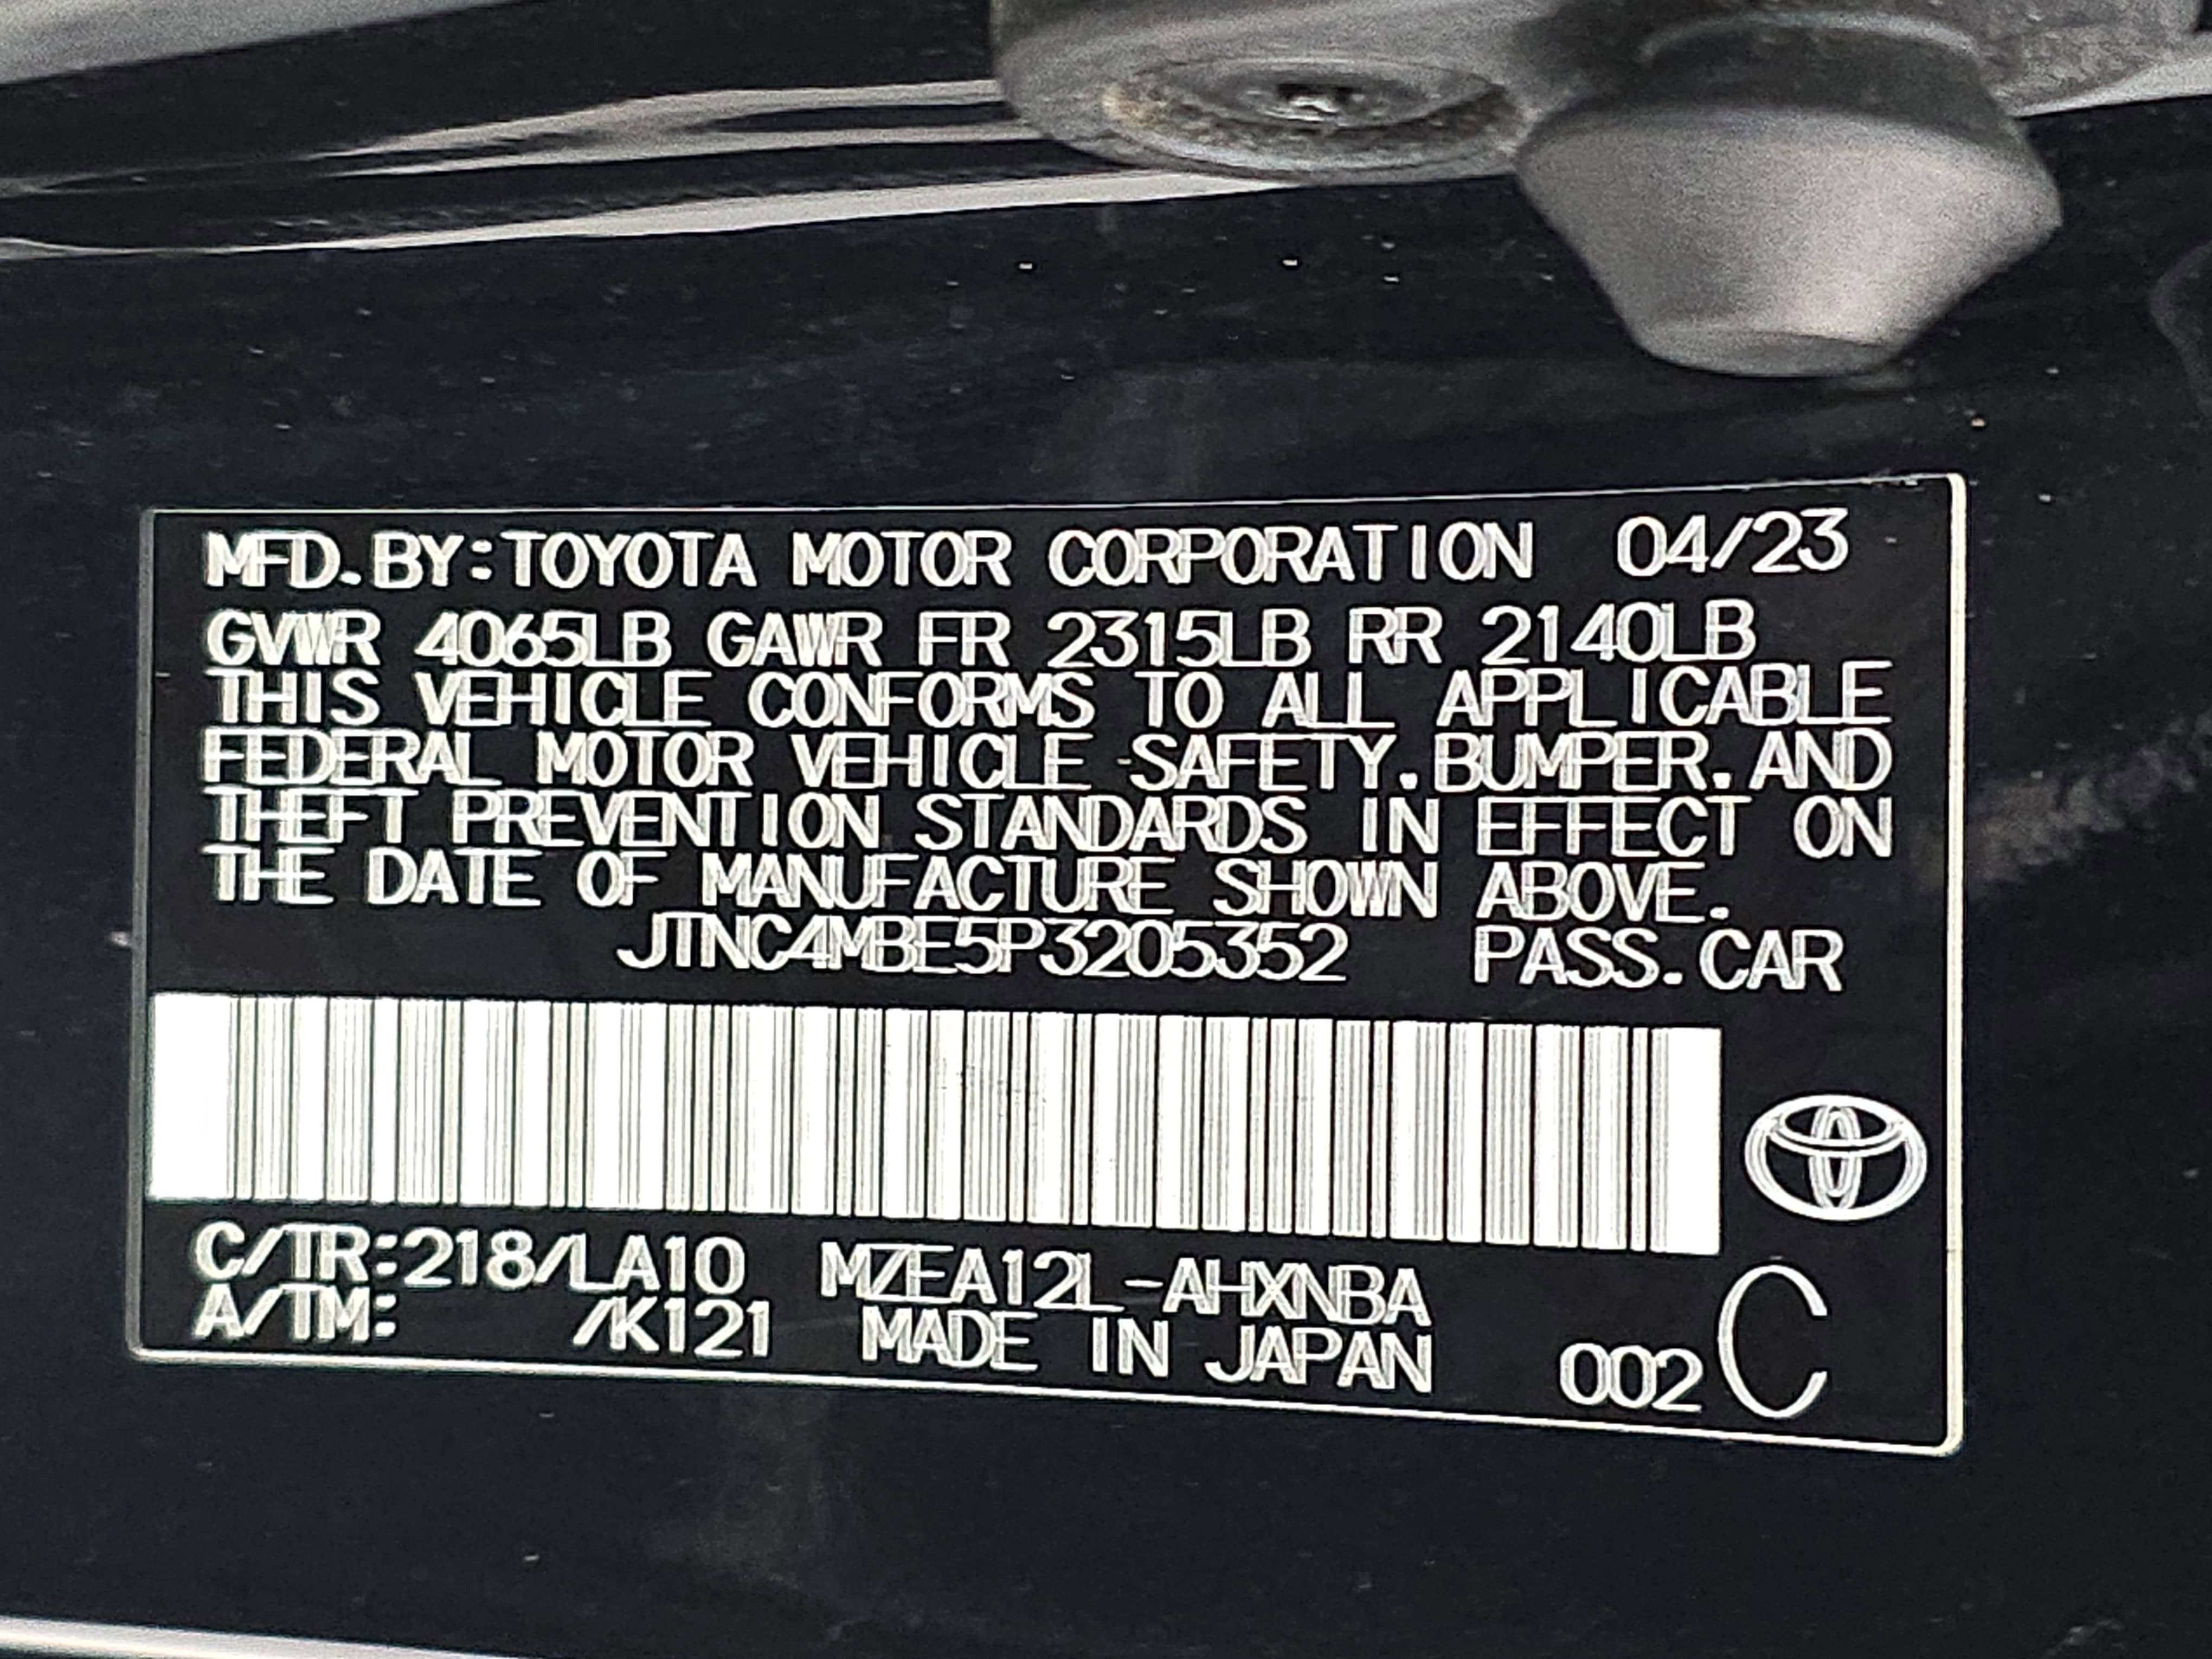 MFD.BY:TOYOTA MOTOR CORPORATION 04/23
GVWR 4065LB GAWR FR 2315LB RR 2140LB
THIS VEHICLE CONFORMS TO ALL APPLICABLE
FEDERAL MOTOR VEHICLE SAFETY.BUMPER.AND
THEFT PREVENTION STANDARDS IN EFFECT ON
THE DATE OF MANUFACTURE SHOWN ABOVE.
JTNC4MBE5P3205352 PASS.CAR
C/TR:218/LA10 MZEA12L-AHXNBA
A/TM: /K121 MADE IN JAPAN 002 C